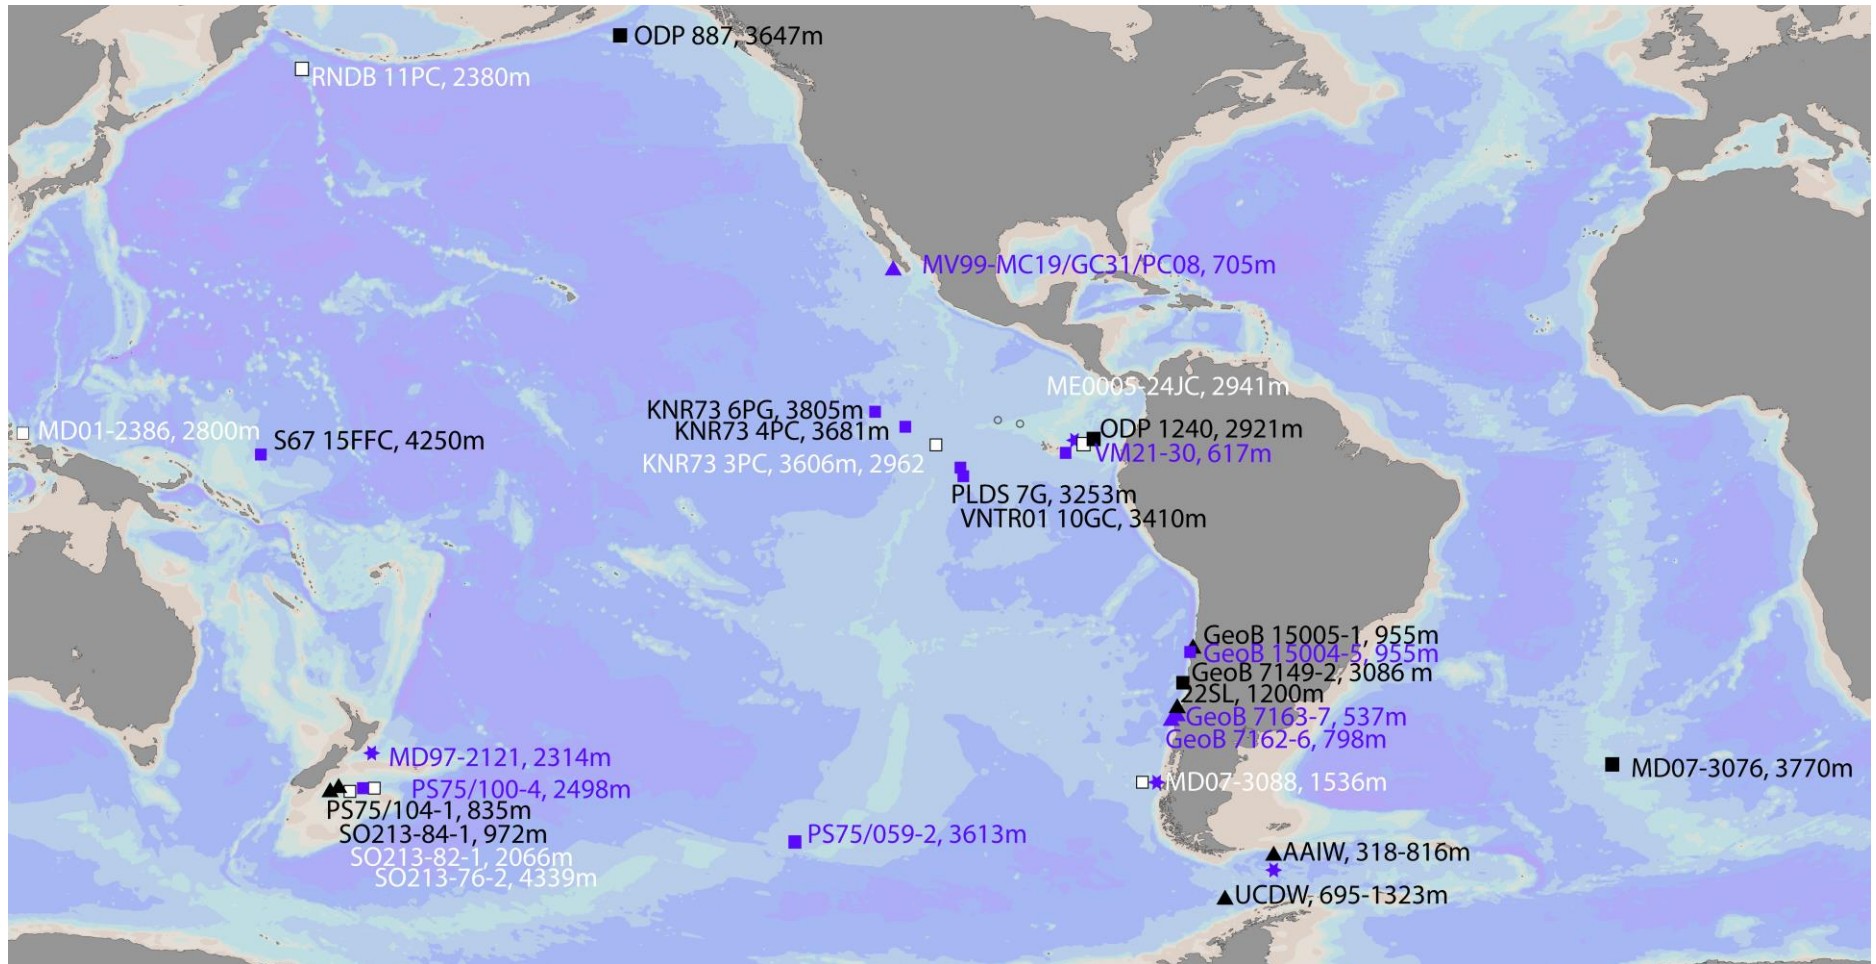 ODP 887, 3647m
RNDB 11PC, 2380m
MV99-MC19/GC31/PC08, 705m
ME0005-24JC, 2941m
KNR73 6PG, 3805m
KNR73 4PC, 3681m
MD01-2386, 2800m
S67 15FFC, 4250m
ODP 1240, 2921m
VM21-30, 617m
KNR73 3PC, 3606m, 2962
PLDS 7G, 3253m
VNTR01 10GC, 3410m
GeoB 15005-1, 955m
GeoB 15004-5, 955m
GeoB 7149-2, 3086 m
22SL, 1200m
GeoB 7163-7, 537m
GeoB 7162-6, 798m
MD97-2121, 2314m
MD07-3076, 3770m
PS75/100-4, 2498m
MD07-3088, 1536m
PS75/104-1, 835m
SO213-84-1, 972m
PS75/059-2, 3613m
SO213-82-1, 2066m
SO213-76-2, 4339m
AAIW, 318-816m
UCDW, 695-1323m